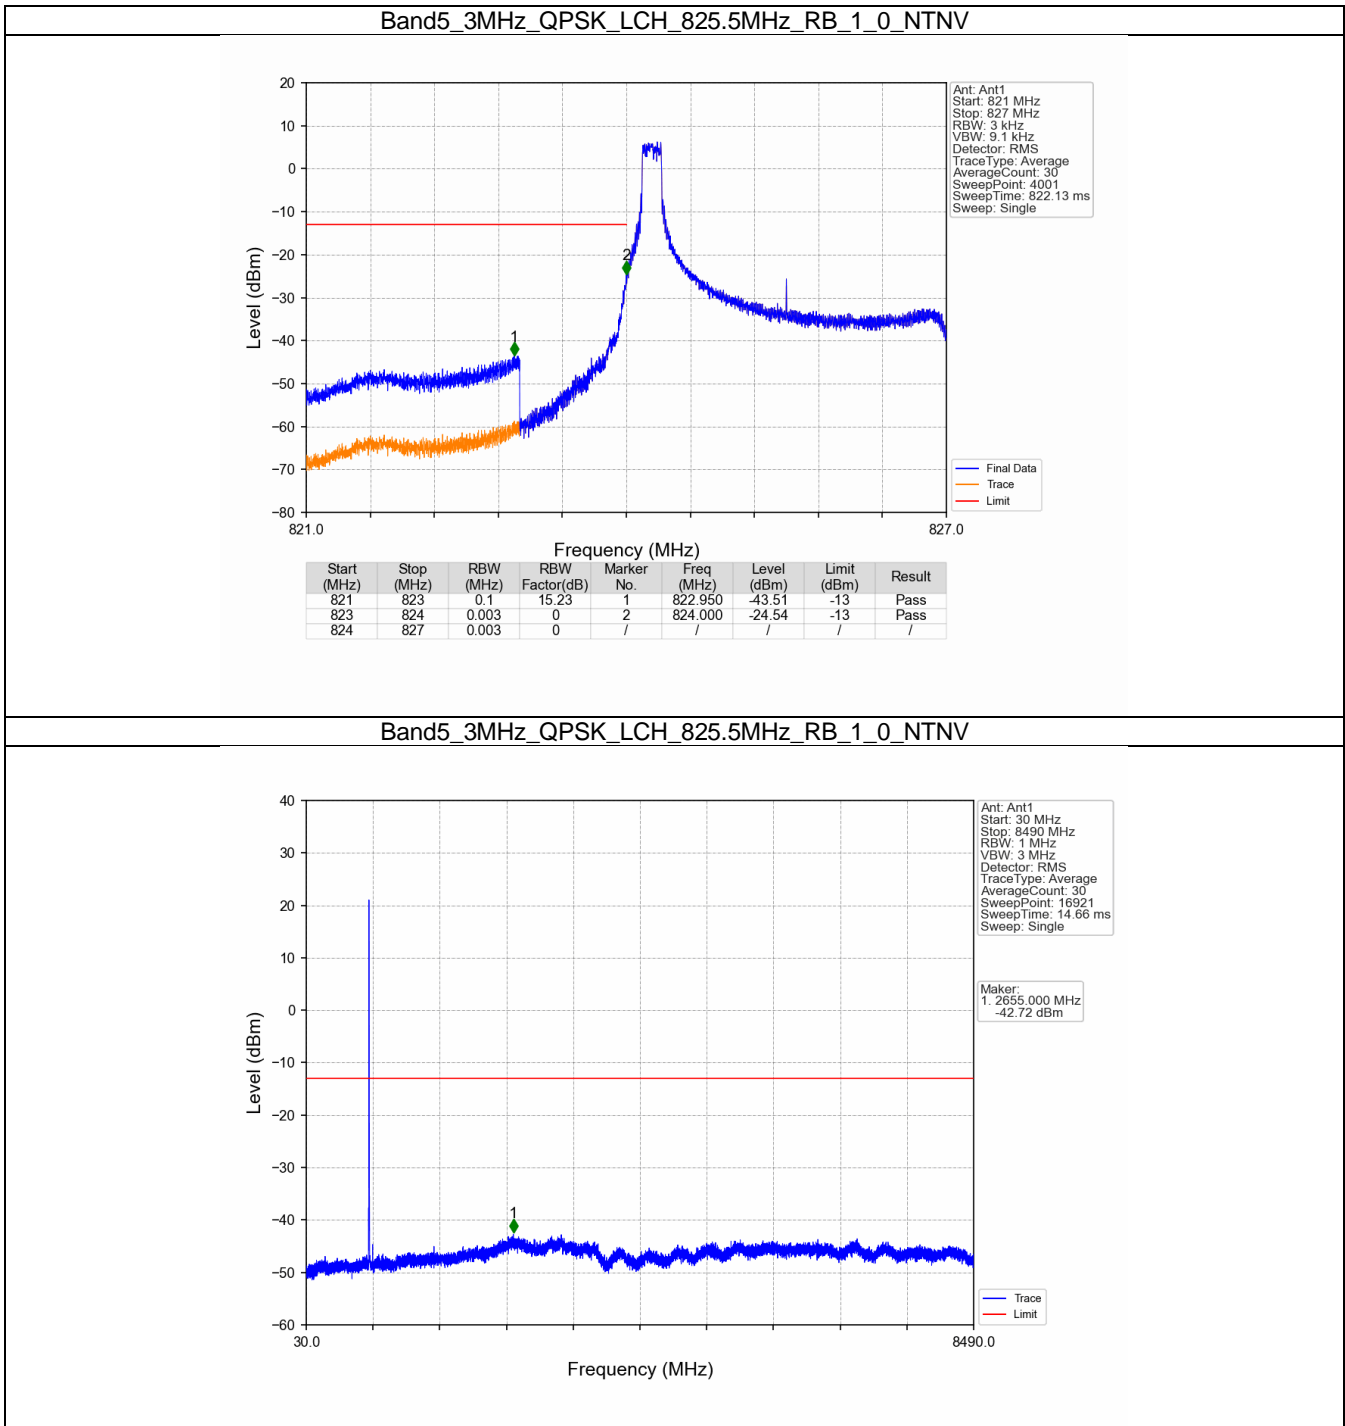 Band5_3MHz_QPSK_LCH_825.5MHz_RB_1_0_NTNV
20
10
0
−10
−20
−30
−40
−50
−60
−70
−80
Level (dBm)
1
2
821.0
827.0
Frequency (MHz)
Ant: Ant1
Start: 821 MHz
Stop: 827 MHz
RBW: 3 kHz
VBW: 9.1 kHz
Detector: RMS
TraceType: Average
AverageCount: 30
SweepPoint: 4001
SweepTime: 822.13 ms
Sweep: Single
Final Data
Trace
Limit
Start (MHz) Stop (MHz) RBW (MHz) RBW Factor(dB) Marker No. Freq (MHz) Level (dBm) Limit (dBm) Result
821 823 0.1 15.23 1 822.950 -43.51 -13 Pass
823 824 0.003 0 2 824.000 -24.54 -13 Pass
824 827 0.003 0 / / / / /
Band5_3MHz_QPSK_LCH_825.5MHz_RB_1_0_NTNV
40
30
20
10
0
−10
−20
−30
−40
−50
−60
Level (dBm)
1
30.0
8490.0
Frequency (MHz)
Ant: Ant1
Start: 30 MHz
Stop: 8490 MHz
RBW: 1 MHz
VBW: 3 MHz
Detector: RMS
TraceType: Average
AverageCount: 30
SweepPoint: 16921
SweepTime: 14.66 ms
Sweep: Single
Maker:
1. 2655.000 MHz
-42.72 dBm
Trace
Limit